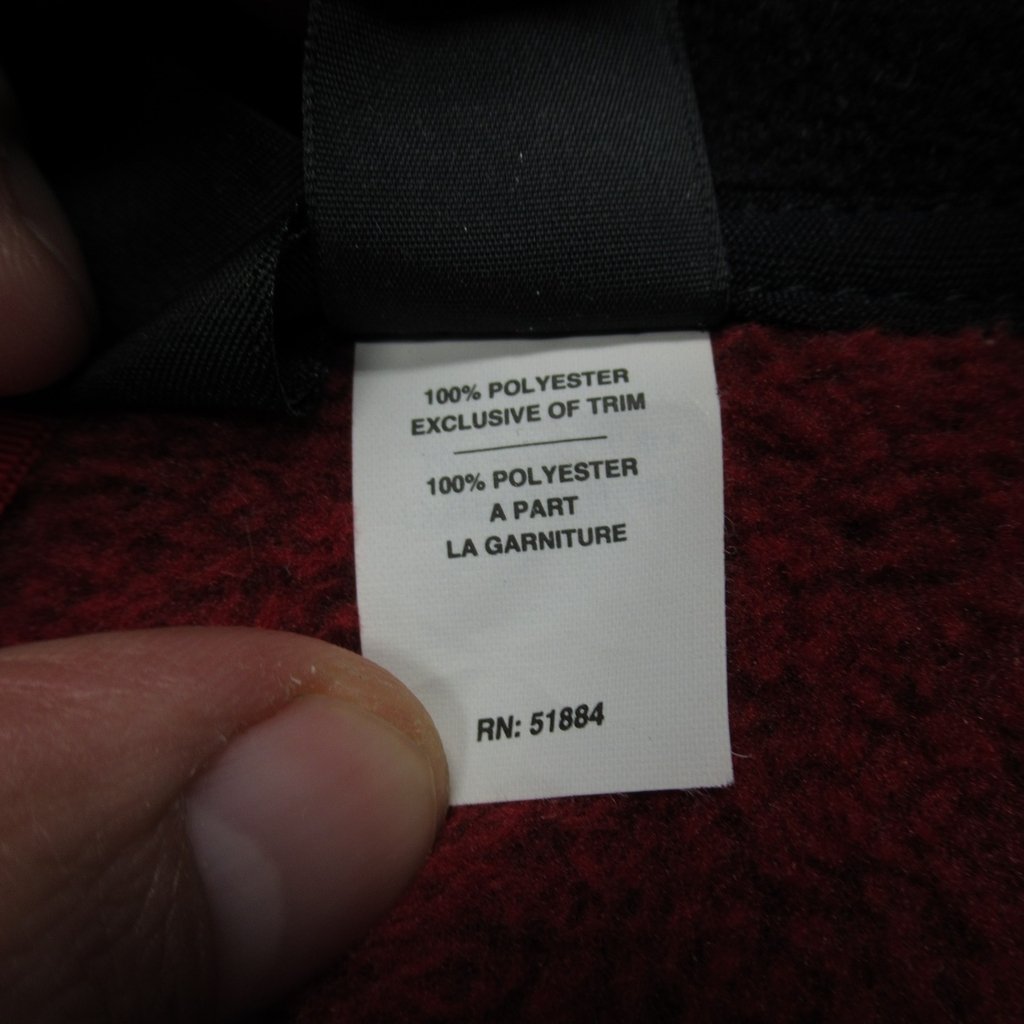 100% POLYESTER
EXCLUSIVE OF TRIM
100% POLYESTER
A PART
LA GARNITURE
RN: 51884